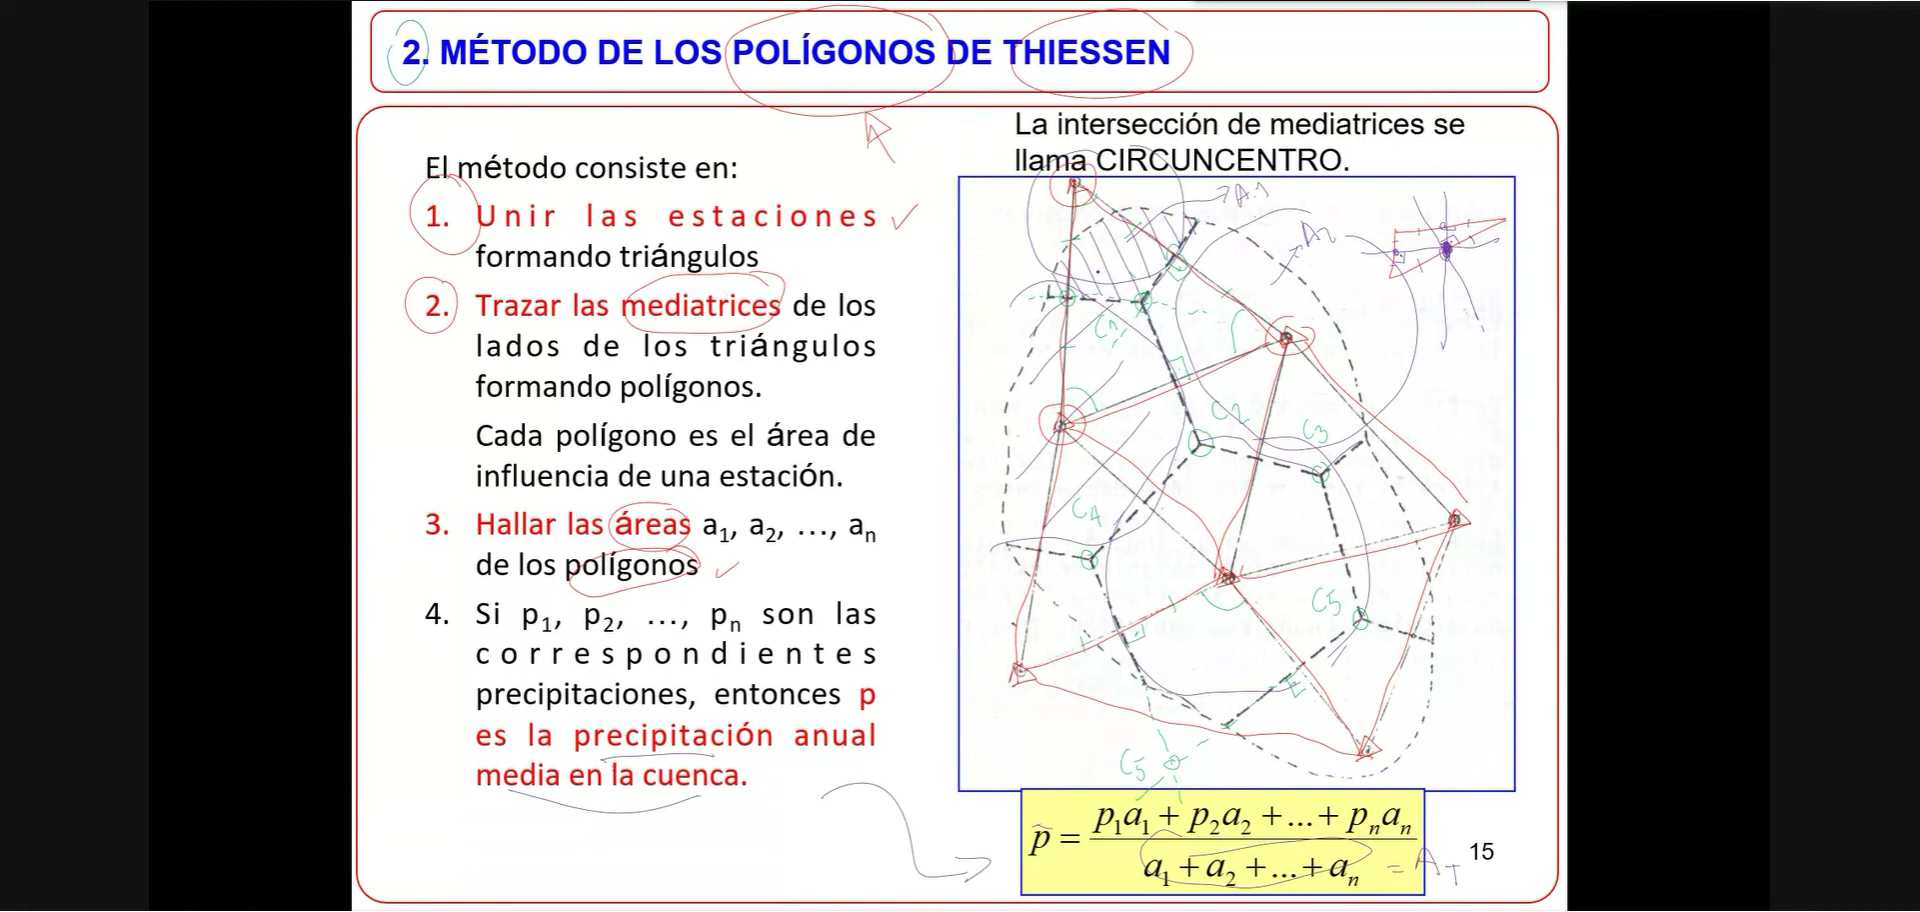 2. MÉTODO DE LOS POLÍGONOS DE THIESSEN
El método consiste en:
1. Unir las estaciones
formando triángulos
2. Trazar las mediatrices de los
lados de los triángulos
formando polígonos.
Cada polígono es el área de
influencia de una estación.
3. Hallar las áreas a₁, a₂, ..., aₙ
de los polígonos
4. Si p₁, p₂, ..., pₙ son las
correspondientes
precipitaciones, entonces p
es la precipitación anual
media en la cuenca.
La intersección de mediatrices se
llama CIRCUNCENTRO.
A1
A2
C1
C2
C3
C4
C5
C5
p̄ = (p₁a₁ + p₂a₂ + ... + pₙaₙ) / (a₁ + a₂ + ... + aₙ)
= A_T
15